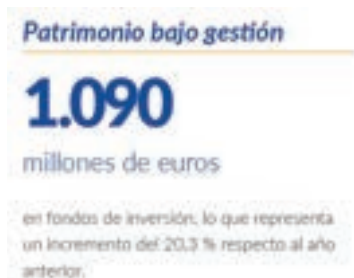 Patrimonio bajo gestión
1.090
millones de euros
en fondos de inversión, lo que representa
un incremento del 20,3 % respecto al año
anterior.